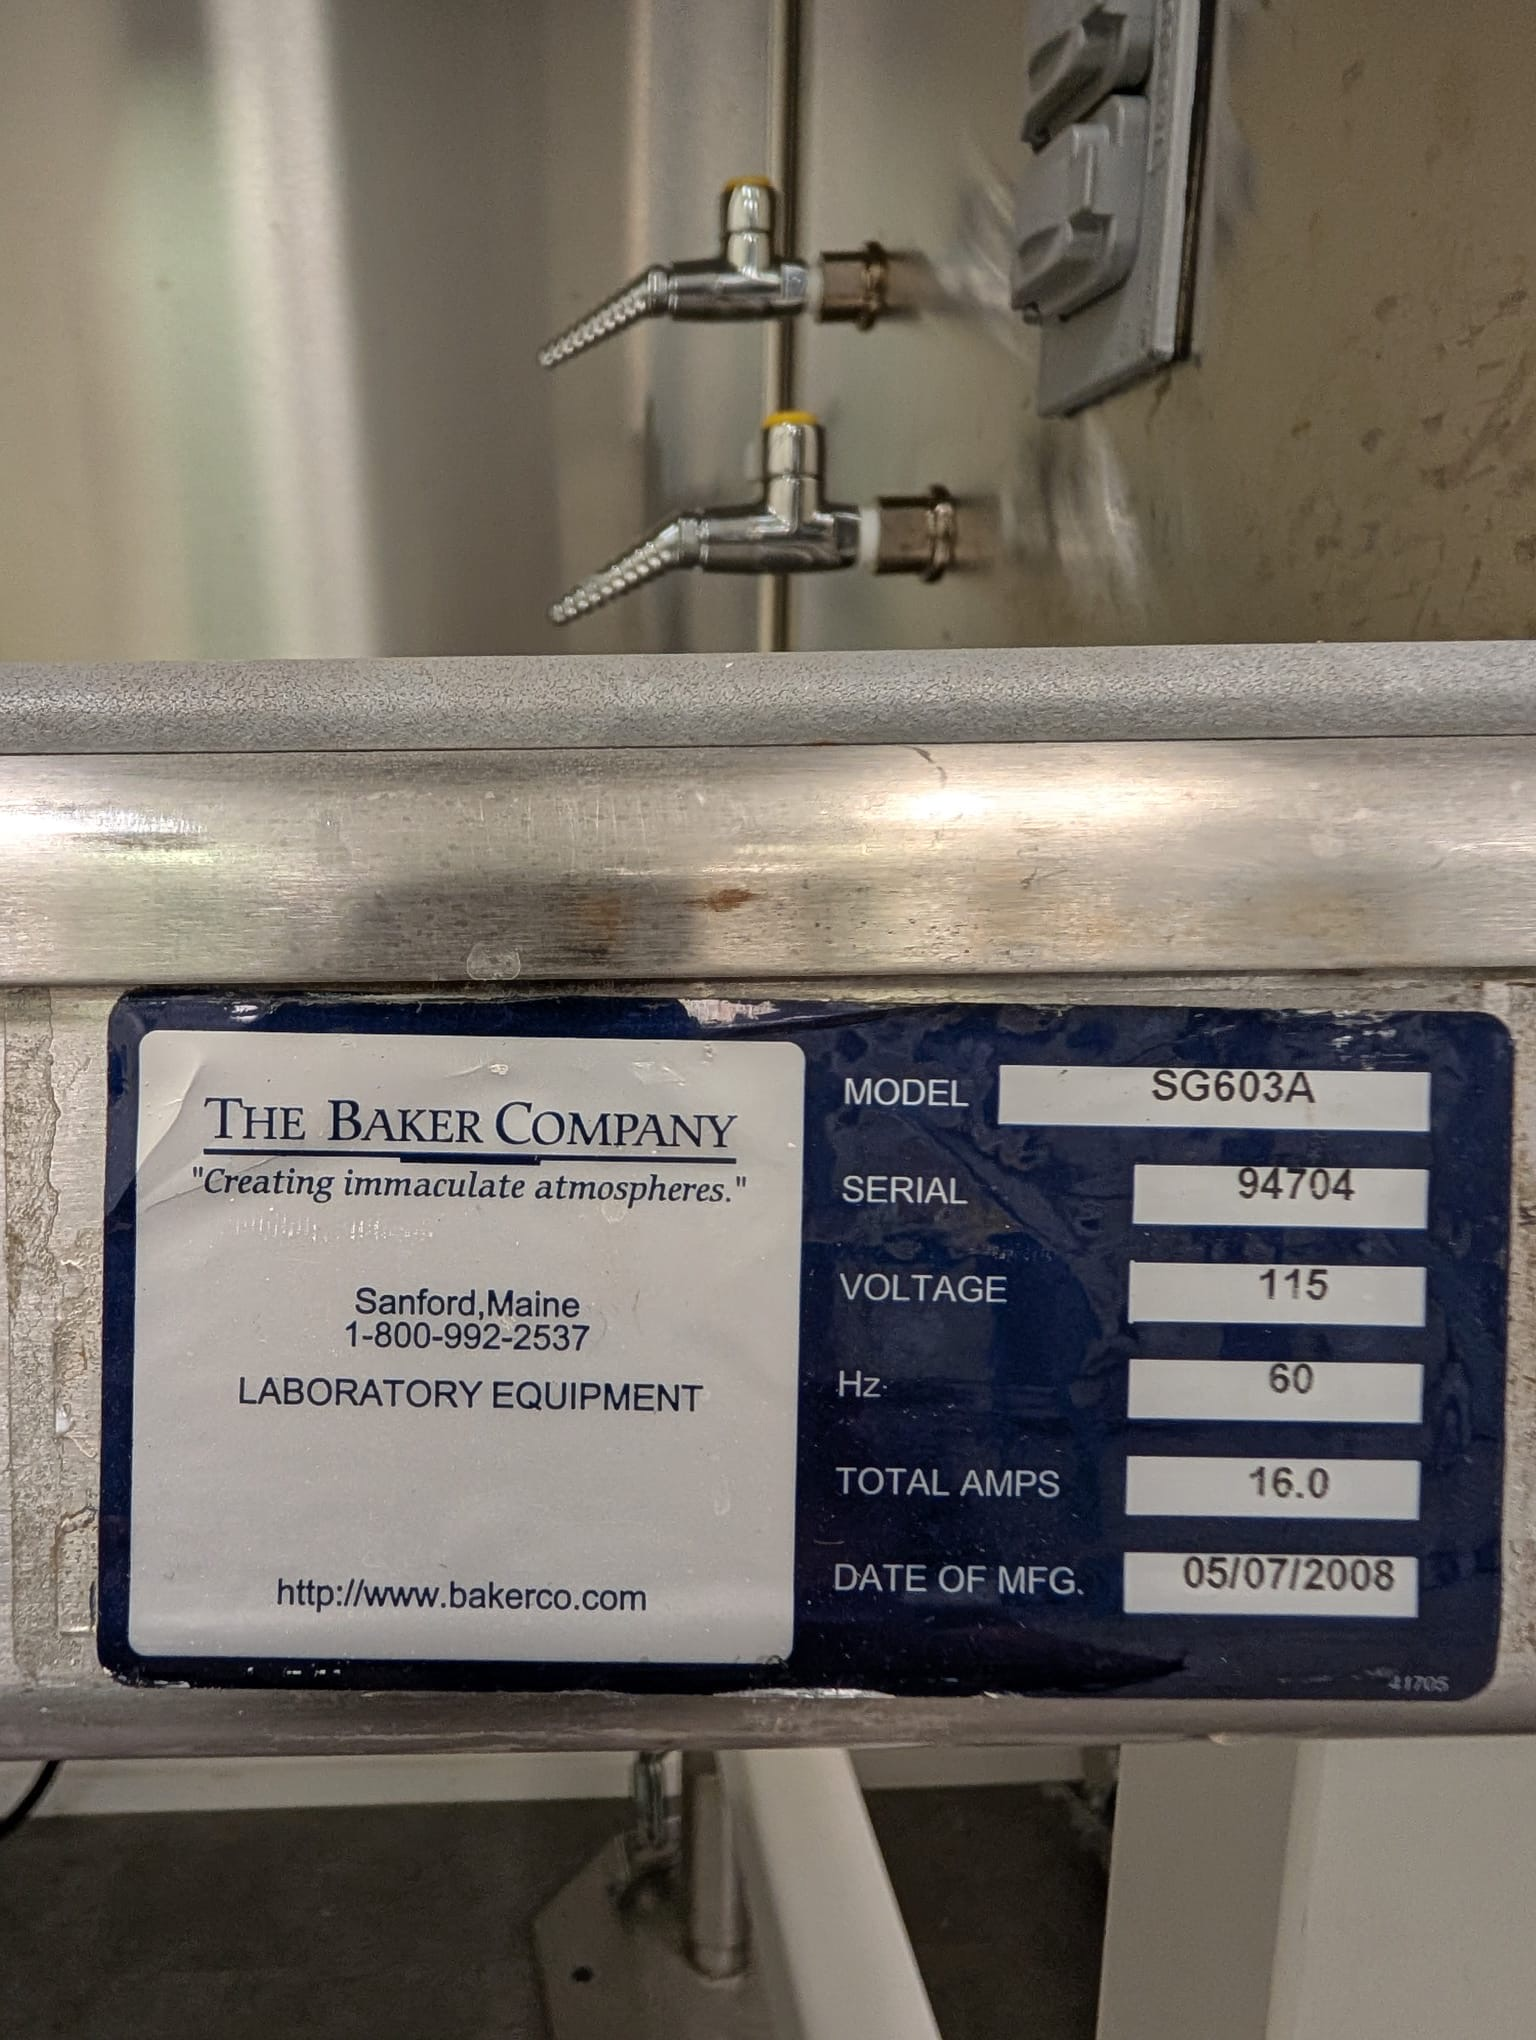 THE BAKER COMPANY
"Creating immaculate atmospheres."
Sanford,Maine
1-800-992-2537
LABORATORY EQUIPMENT
http://www.bakerco.com
MODEL SG603A
SERIAL 94704
VOLTAGE 115
Hz 60
TOTAL AMPS 16.0
DATE OF MFG. 05/07/2008